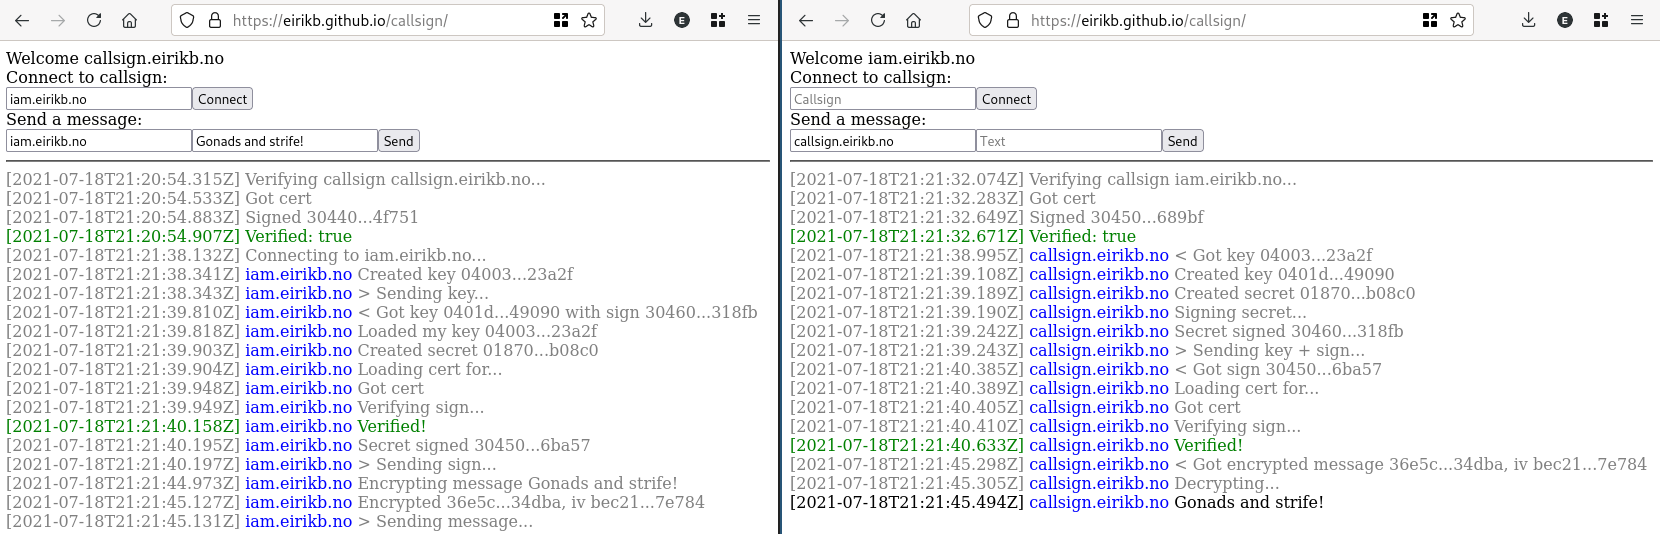 https://eirikb.github.io/callsign/
E
Welcome callsign.eirikb.no
Connect to callsign:
iam.eirikb.no Connect
Send a message:
iam.eirikb.no Gonads and strife! Send
[2021-07-18T21:20:54.315Z] Verifying callsign callsign.eirikb.no...
[2021-07-18T21:20:54.533Z] Got cert
[2021-07-18T21:20:54.883Z] Signed 30440...4f751
[2021-07-18T21:20:54.907Z] Verified: true
[2021-07-18T21:21:38.132Z] Connecting to iam.eirikb.no...
[2021-07-18T21:21:38.341Z] iam.eirikb.no Created key 04003...23a2f
[2021-07-18T21:21:38.343Z] iam.eirikb.no > Sending key...
[2021-07-18T21:21:39.810Z] iam.eirikb.no < Got key 0401d...49090 with sign 30460...318fb
[2021-07-18T21:21:39.818Z] iam.eirikb.no Loaded my key 04003...23a2f
[2021-07-18T21:21:39.903Z] iam.eirikb.no Created secret 01870...b08c0
[2021-07-18T21:21:39.904Z] iam.eirikb.no Loading cert for...
[2021-07-18T21:21:39.948Z] iam.eirikb.no Got cert
[2021-07-18T21:21:39.949Z] iam.eirikb.no Verifying sign...
[2021-07-18T21:21:40.158Z] iam.eirikb.no Verified!
[2021-07-18T21:21:40.195Z] iam.eirikb.no Secret signed 30450...6ba57
[2021-07-18T21:21:40.197Z] iam.eirikb.no > Sending sign...
[2021-07-18T21:21:44.973Z] iam.eirikb.no Encrypting message Gonads and strife!
[2021-07-18T21:21:45.127Z] iam.eirikb.no Encrypted 36e5c...34dba, iv bec21...7e784
[2021-07-18T21:21:45.131Z] iam.eirikb.no > Sending message...
https://eirikb.github.io/callsign/
E
Welcome iam.eirikb.no
Connect to callsign:
Callsign Connect
Send a message:
callsign.eirikb.no Text Send
[2021-07-18T21:21:32.074Z] Verifying callsign iam.eirikb.no...
[2021-07-18T21:21:32.283Z] Got cert
[2021-07-18T21:21:32.649Z] Signed 30450...689bf
[2021-07-18T21:21:32.671Z] Verified: true
[2021-07-18T21:21:38.995Z] callsign.eirikb.no < Got key 04003...23a2f
[2021-07-18T21:21:39.108Z] callsign.eirikb.no Created key 0401d...49090
[2021-07-18T21:21:39.189Z] callsign.eirikb.no Created secret 01870...b08c0
[2021-07-18T21:21:39.190Z] callsign.eirikb.no Signing secret...
[2021-07-18T21:21:39.242Z] callsign.eirikb.no Secret signed 30460...318fb
[2021-07-18T21:21:39.243Z] callsign.eirikb.no > Sending key + sign...
[2021-07-18T21:21:40.385Z] callsign.eirikb.no < Got sign 30450...6ba57
[2021-07-18T21:21:40.389Z] callsign.eirikb.no Loading cert for...
[2021-07-18T21:21:40.405Z] callsign.eirikb.no Got cert
[2021-07-18T21:21:40.410Z] callsign.eirikb.no Verifying sign...
[2021-07-18T21:21:40.633Z] callsign.eirikb.no Verified!
[2021-07-18T21:21:45.298Z] callsign.eirikb.no < Got encrypted message 36e5c...34dba, iv bec21...7e784
[2021-07-18T21:21:45.305Z] callsign.eirikb.no Decrypting...
[2021-07-18T21:21:45.494Z] callsign.eirikb.no Gonads and strife!